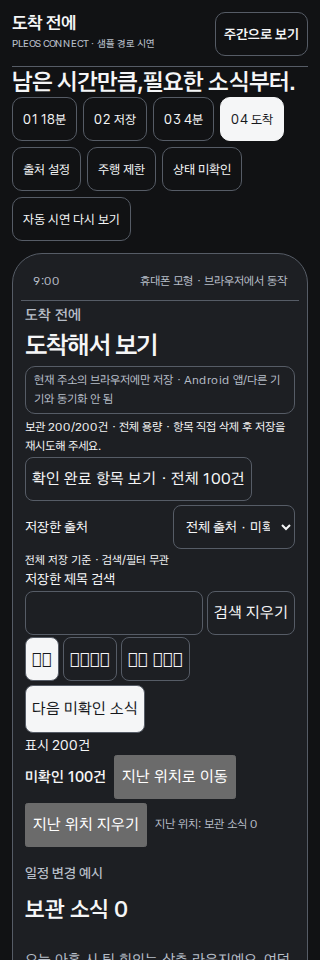 도착 전에
PLEOS CONNECT · 샘플 경로 시연
주간으로 보기
남은 시간만큼,필요한 소식부터.
01 18분
02 저장
03 4분
04 도착
출처 설정
주행 제한
상태 미확인
자동 시연 다시 보기
9:00
휴대폰 모형 · 브라우저에서 동작
도착 전에
도착해서 보기
현재 주소의 브라우저에만 저장 · Android 앱/다른 기
기와 동기화 안 됨
보관 200/200건 · 전체 용량 · 항목 직접 삭제 후 저장을
재시도해 주세요.
확인 완료 항목 보기 · 전체 100건
저장한 출처
전체 출처 · 미확
전체 저장 기준 · 검색/필터 무관
저장한 제목 검색
검색 지우기
다음 미확인 소식
표시 200건
미확인 100건
지난 위치로 이동
지난 위치 지우기
지난 위치: 보관 소식 0
일정 변경 예시
보관 소식 0